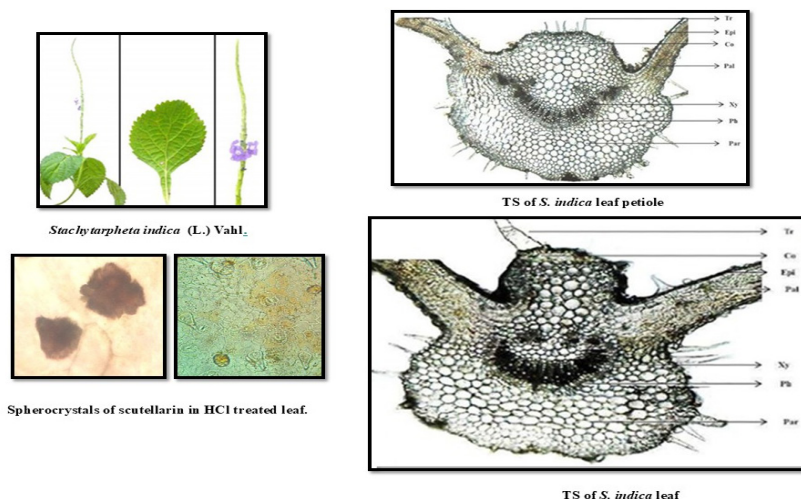 Stachytarpheta indica (L.) Vahl.
Spherocrystals of scutellarin in HCl treated leaf.
Tr
Epi
Co
Pal
Xy
Ph
Par
TS of S. indica leaf petiole
Tr
Co
Epi
Pal
Xy
Ph
Par
TS of S. indica leaf